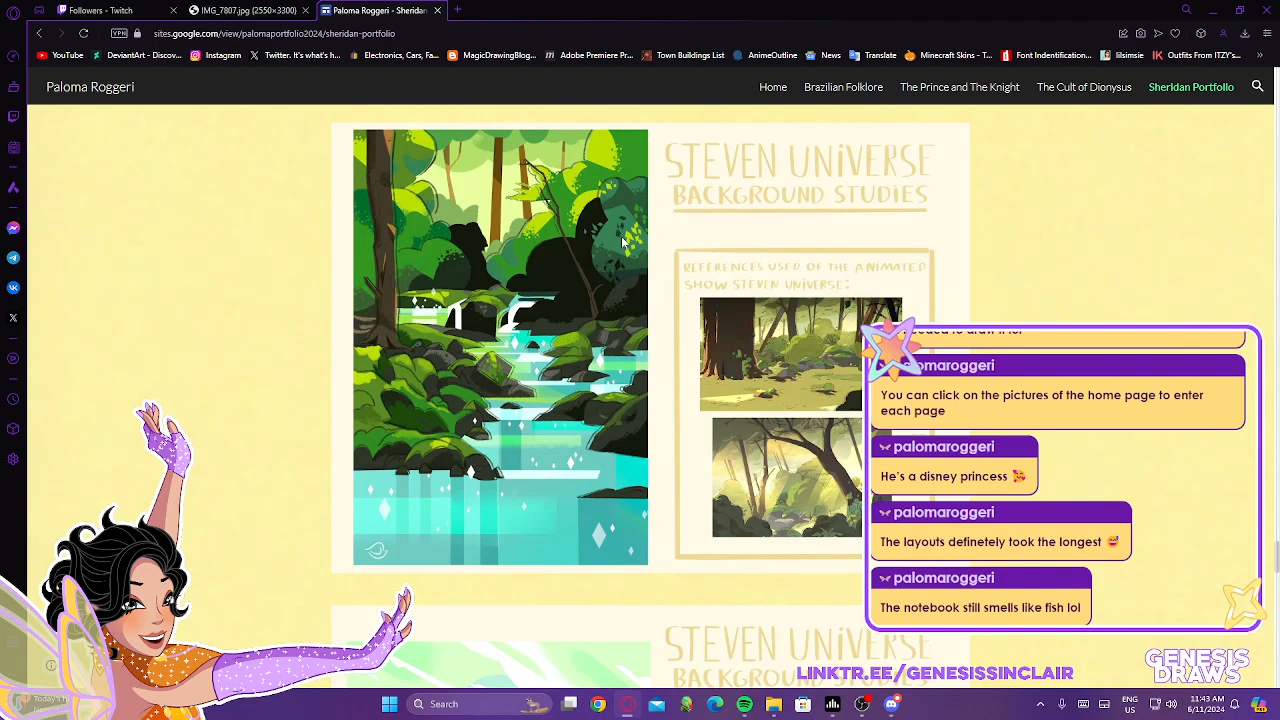 Followers - Twitch
IMG_7807.jpg (2550×3300)
Paloma Roggeri - Sheridan
VPN
sites.google.com/view/palomaportfolio2024/sheridan-portfolio
YouTube
DeviantArt - Discov...
Instagram
Twitter. It's what's h...
Electronics, Cars, Fa...
MagicDrawingBlog...
Adobe Premiere Pr...
Town Buildings List
AnimeOutline
News
Translate
Minecraft Skins - T...
Font Indentification...
illsimsie
Outfits From ITZY's...
Paloma Roggeri
Home
Brazilian Folklore
The Prince and The Knight
The Cult of Dionysus
Sheridan Portfolio
STEVEN UNIVERSE
BACKGROUND STUDIES
REFERENCES USED OF THE ANIMATED
SHOW STEVEN UNIVERSE:
palomaroggeri
You can click on the pictures of the home page to enter
each page
palomaroggeri
He's a disney princess 🥰
palomaroggeri
The layouts definetely took the longest 😅
palomaroggeri
The notebook still smells like fish lol
STEVEN UNIVERSE
LINKTR.EE/GENESISSINCLAIR
GENESIS
DRAWS
Search
ENG
US
11:43 AM
6/12/2024